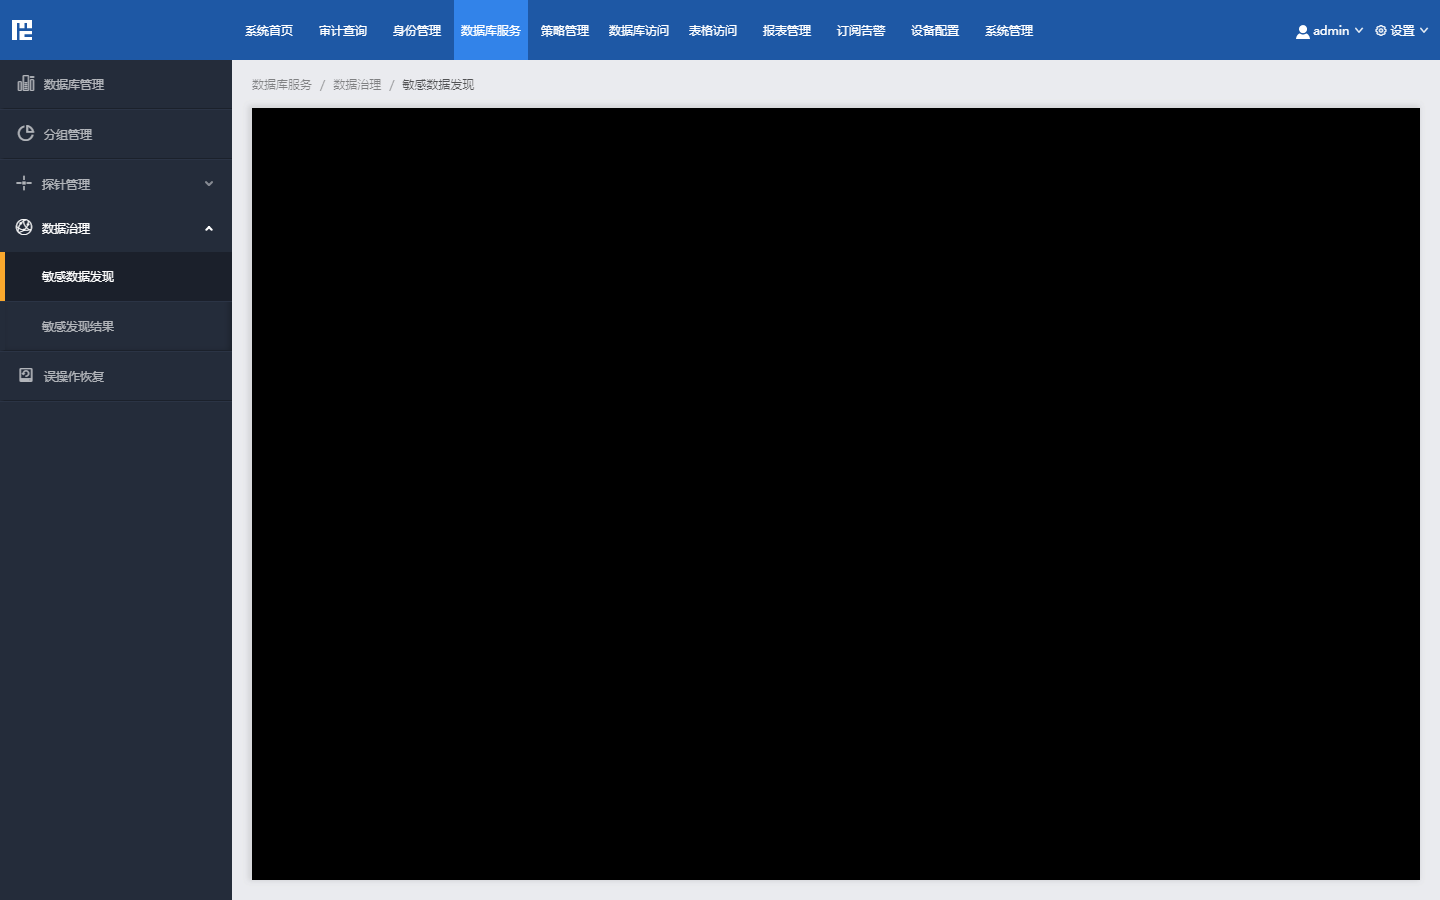 系统首页 审计查询 身份管理 数据库服务 策略管理 数据库访问 表格访问 报表管理 订阅告警 设备配置 系统管理 admin 设置
数据库服务 / 数据治理 / 敏感数据发现
数据库管理
分组管理
探针管理
数据治理
敏感数据发现
敏感发现结果
误操作恢复